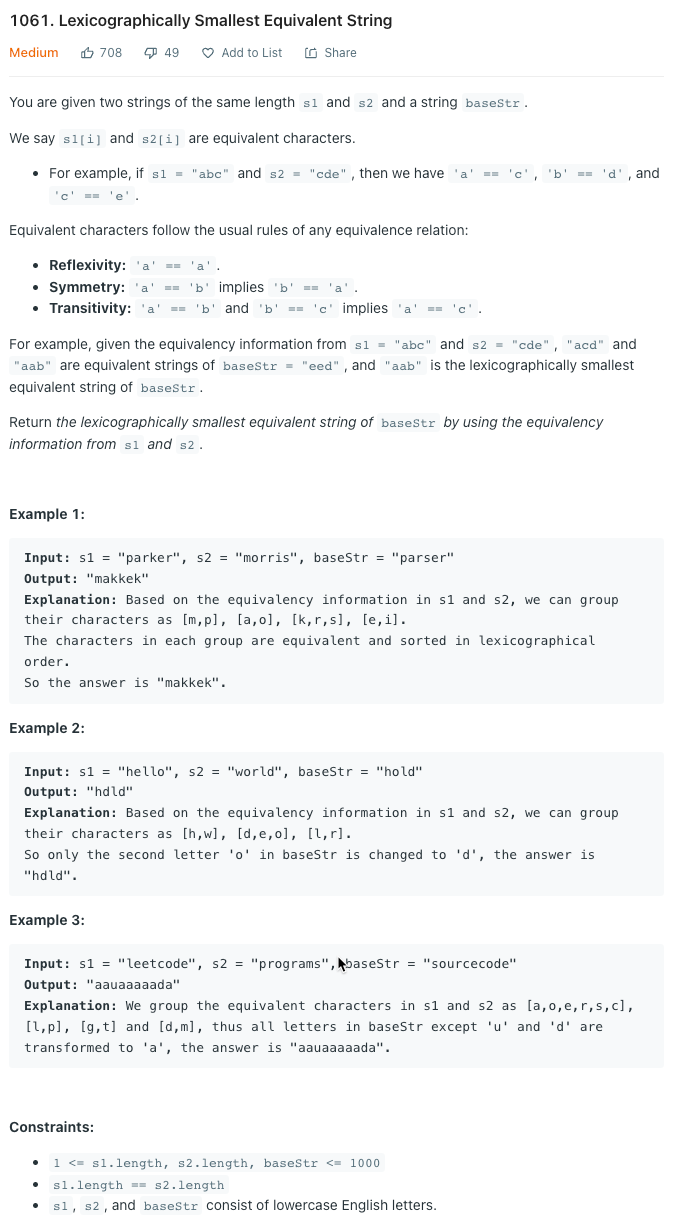 1061. Lexicographically Smallest Equivalent String
Medium 708 49 Add to List Share
You are given two strings of the same length s1 and s2 and a string baseStr.
We say s1[i] and s2[i] are equivalent characters.
• For example, if s1 = "abc" and s2 = "cde", then we have 'a' == 'c', 'b' == 'd', and
'c' == 'e'.
Equivalent characters follow the usual rules of any equivalence relation:
• Reflexivity: 'a' == 'a'.
• Symmetry: 'a' == 'b' implies 'b' == 'a'.
• Transitivity: 'a' == 'b' and 'b' == 'c' implies 'a' == 'c'.
For example, given the equivalency information from s1 = "abc" and s2 = "cde", "acd" and
"aab" are equivalent strings of baseStr = "eed", and "aab" is the lexicographically smallest
equivalent string of baseStr.
Return the lexicographically smallest equivalent string of baseStr by using the equivalency
information from s1 and s2.
Example 1:
Input: s1 = "parker", s2 = "morris", baseStr = "parser"
Output: "makkek"
Explanation: Based on the equivalency information in s1 and s2, we can group
their characters as [m,p], [a,o], [k,r,s], [e,i].
The characters in each group are equivalent and sorted in lexicographical
order.
So the answer is "makkek".
Example 2:
Input: s1 = "hello", s2 = "world", baseStr = "hold"
Output: "hdld"
Explanation: Based on the equivalency information in s1 and s2, we can group
their characters as [h,w], [d,e,o], [l,r].
So only the second letter 'o' in baseStr is changed to 'd', the answer is
"hdld".
Example 3:
Input: s1 = "leetcode", s2 = "programs", baseStr = "sourcecode"
Output: "aauaaaaada"
Explanation: We group the equivalent characters in s1 and s2 as [a,o,e,r,s,c],
[l,p], [g,t] and [d,m], thus all letters in baseStr except 'u' and 'd' are
transformed to 'a', the answer is "aauaaaaada".
Constraints:
• 1 <= s1.length, s2.length, baseStr <= 1000
• s1.length == s2.length
• s1, s2, and baseStr consist of lowercase English letters.